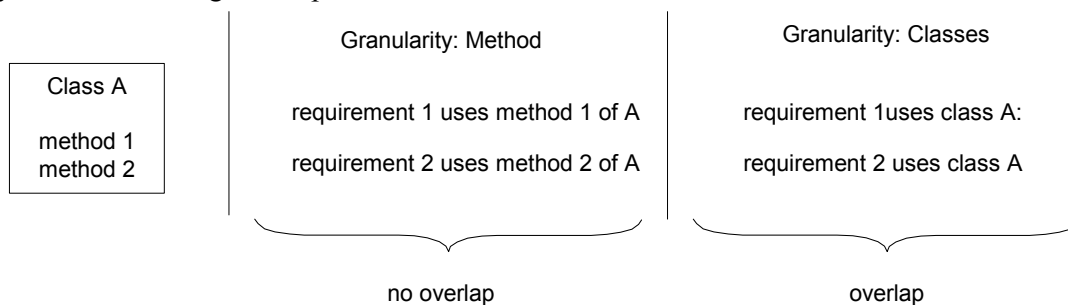 Class A
method 1
method 2
Granularity: Method
requirement 1 uses method 1 of A
requirement 2 uses method 2 of A
no overlap
Granularity: Classes
requirement 1uses class A:
requirement 2 uses class A
overlap